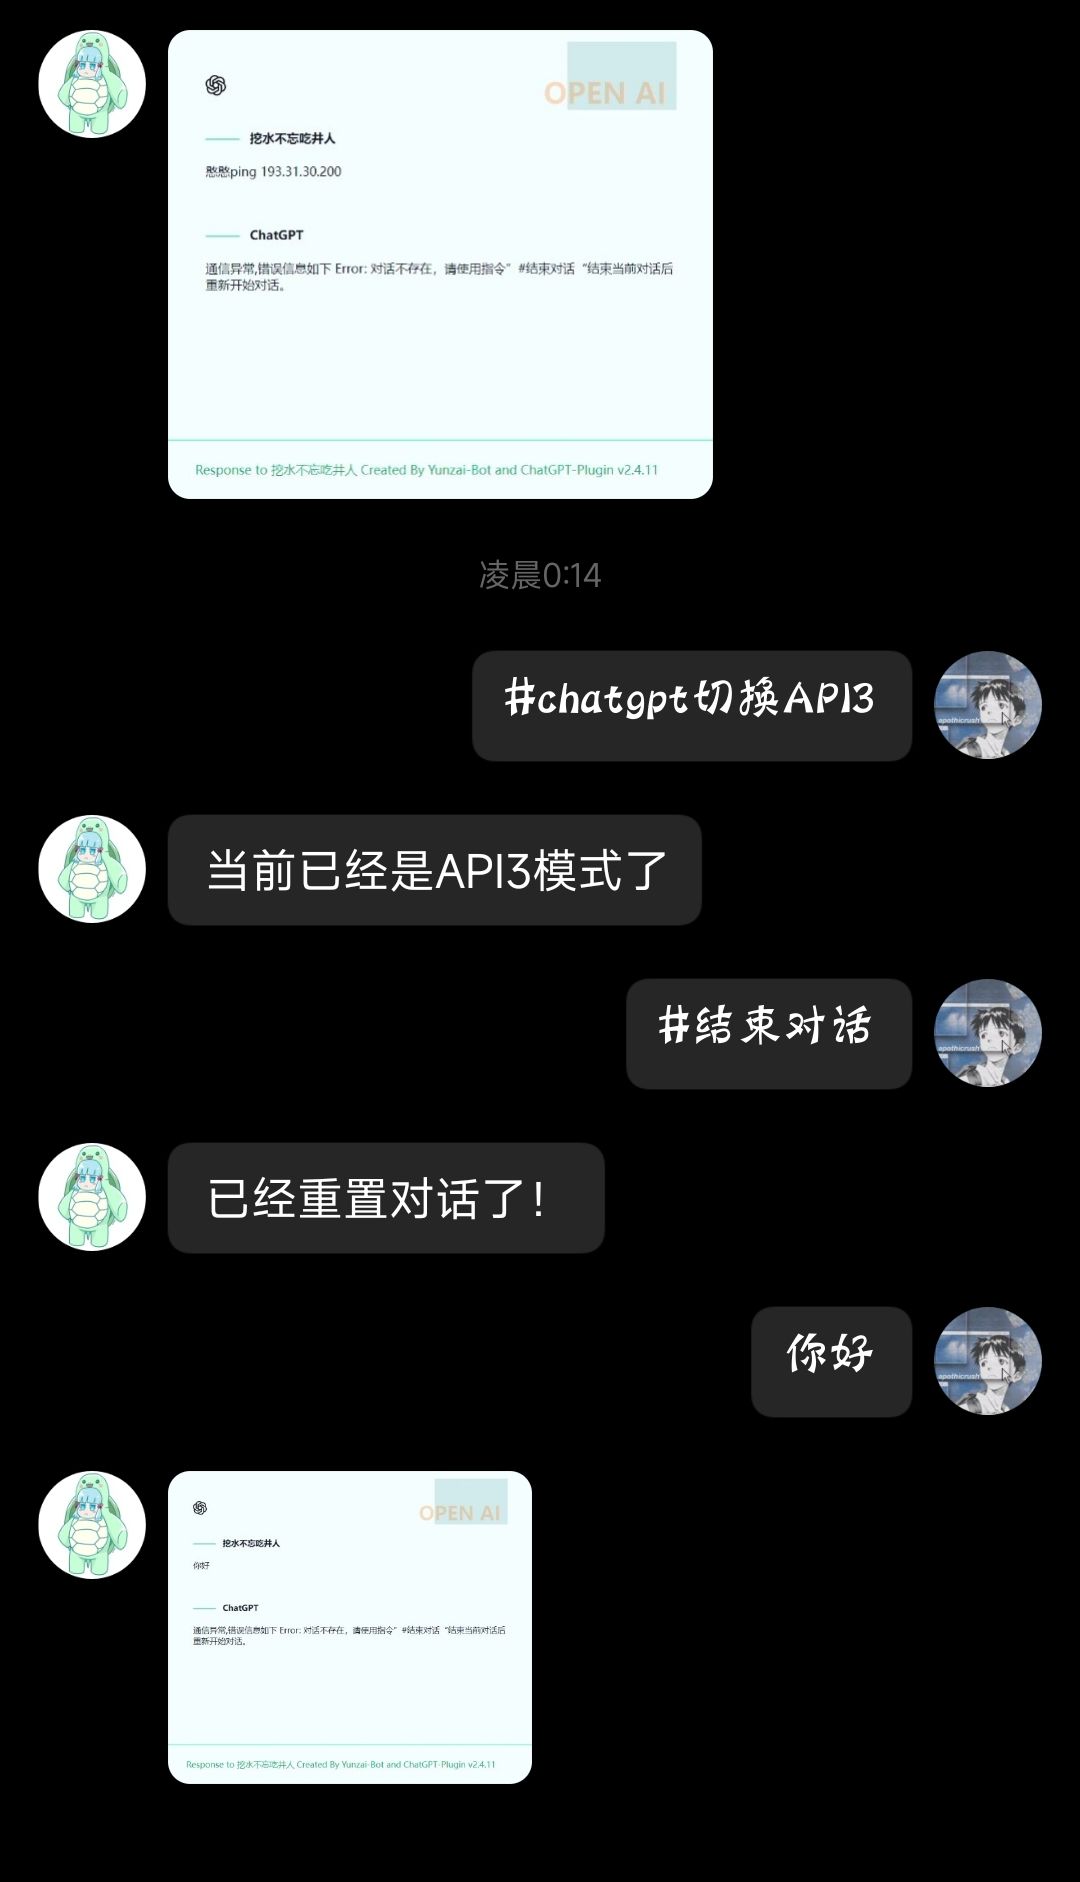 OPEN AI
挖水不忘吃井人
憨憨ping 193.31.30.200
ChatGPT
通信异常,错误信息如下 Error: 对话不存在，请使用指令”#结束对话“结束当前对话后
重新开始对话。
Response to 挖水不忘吃井人 Created By Yunzai-Bot and ChatGPT-Plugin v2.4.11
凌晨0:14
#chatgpt切换API3
apathicrush
当前已经是API3模式了
#结束对话
apathicrush
已经重置对话了！
你好
apathicrush
OPEN AI
挖水不忘吃井人
你好
ChatGPT
通信异常,错误信息如下 Error: 对话不存在，请使用指令”#结束对话“结束当前对话后
重新开始对话。
Response to 挖水不忘吃井人 Created By Yunzai-Bot and ChatGPT-Plugin v2.4.11